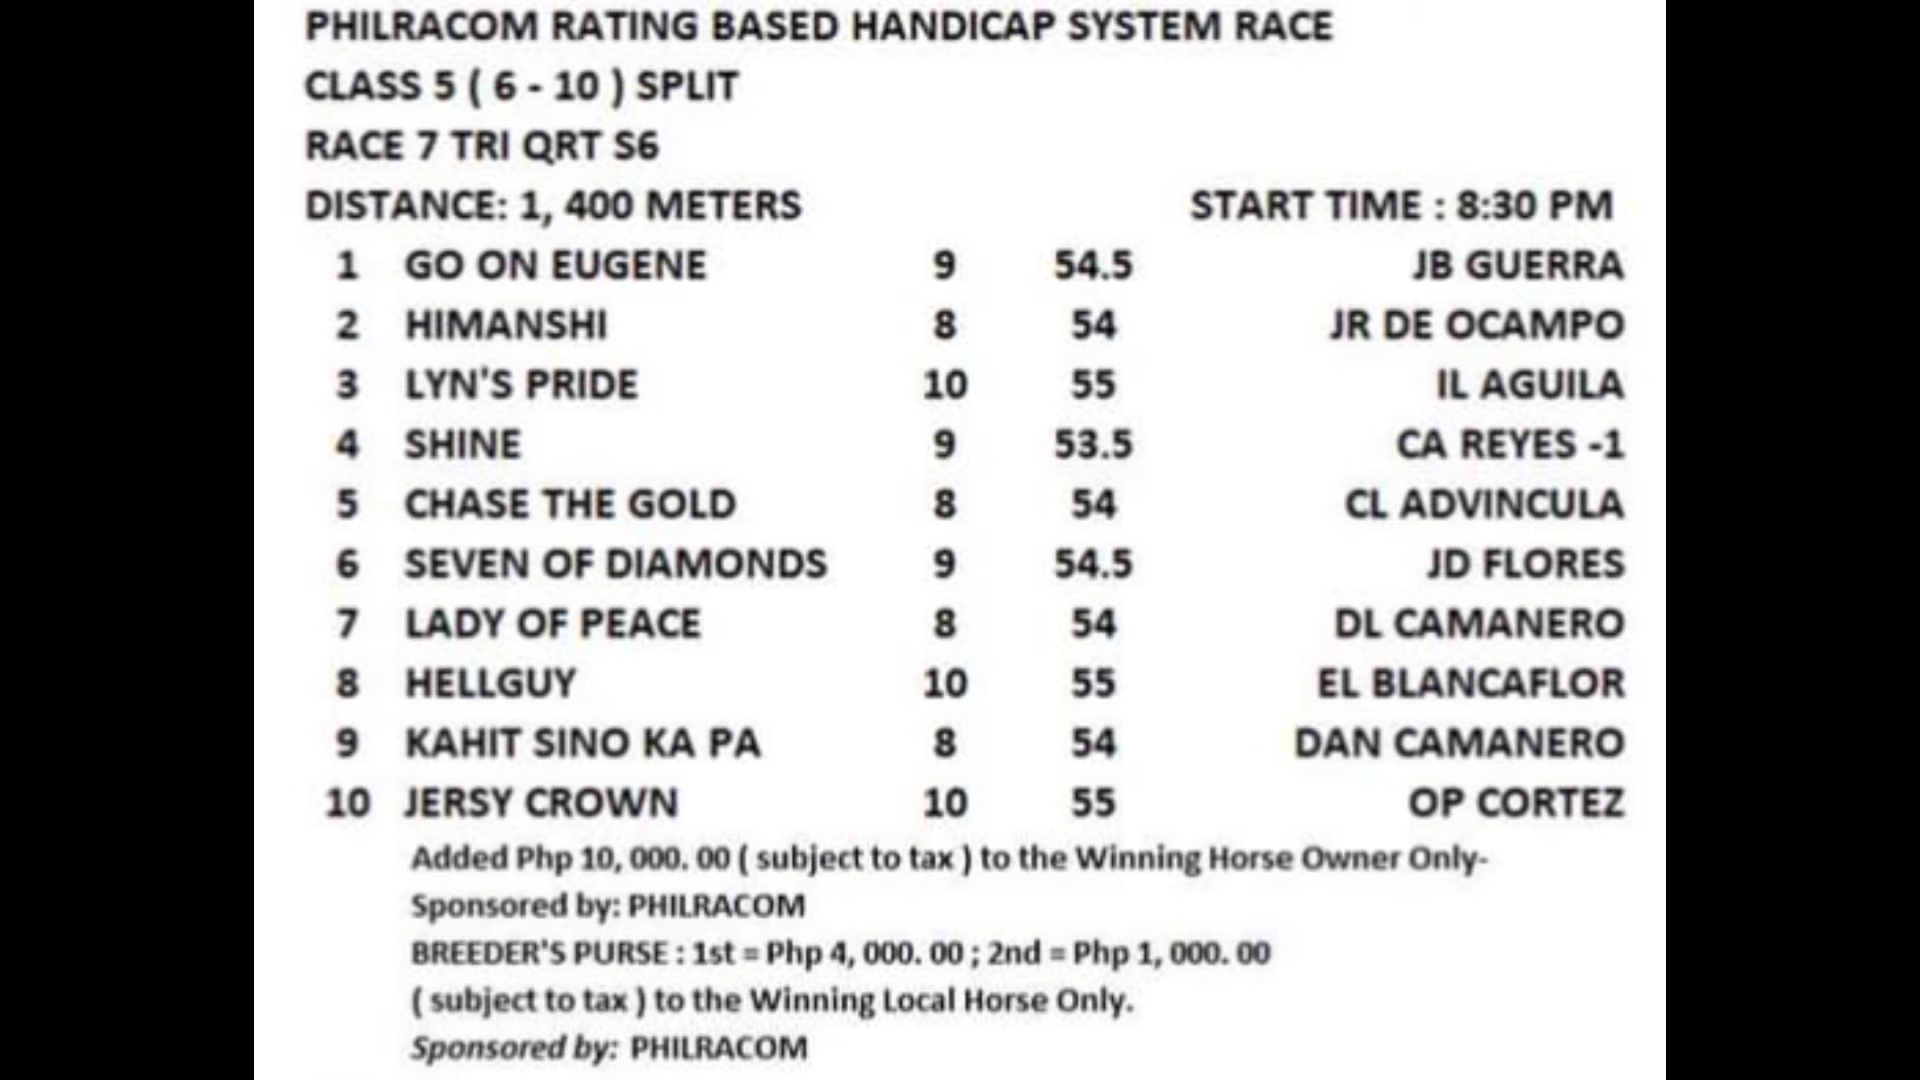 PHILRACOM RATING BASED HANDICAP SYSTEM RACE
CLASS 5 ( 6 - 10 ) SPLIT
RACE 7 TRI QRT S6
DISTANCE: 1, 400 METERS START TIME : 8:30 PM
1 GO ON EUGENE 9 54.5 JB GUERRA
2 HIMANSHI 8 54 JR DE OCAMPO
3 LYN'S PRIDE 10 55 IL AGUILA
4 SHINE 9 53.5 CA REYES -1
5 CHASE THE GOLD 8 54 CL ADVINCULA
6 SEVEN OF DIAMONDS 9 54.5 JD FLORES
7 LADY OF PEACE 8 54 DL CAMANERO
8 HELLGUY 10 55 EL BLANCAFLOR
9 KAHIT SINO KA PA 8 54 DAN CAMANERO
10 JERSY CROWN 10 55 OP CORTEZ
Added Php 10, 000. 00 ( subject to tax ) to the Winning Horse Owner Only-
Sponsored by: PHILRACOM
BREEDER'S PURSE : 1st = Php 4, 000. 00 ; 2nd = Php 1, 000. 00
( subject to tax ) to the Winning Local Horse Only.
Sponsored by: PHILRACOM